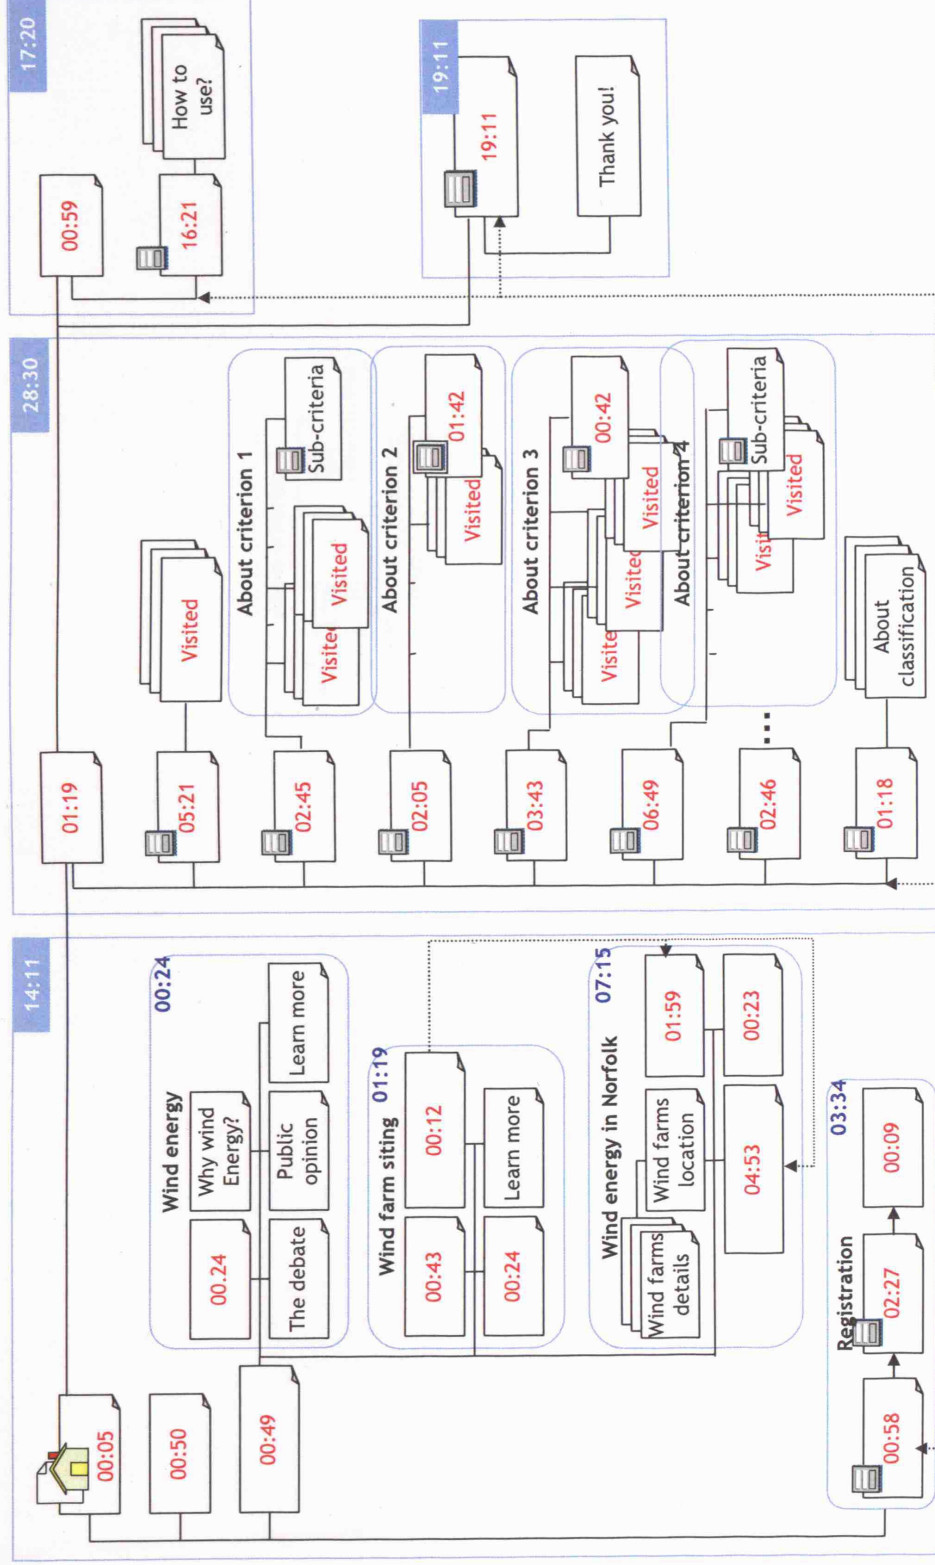 14:11
00:05
00:50
00:49
Wind energy
00:24
00.24
Why wind
Energy?
The debate
Public
opinion
Learn more
Wind farm siting
01:19
00:43
00:12
00:24
Learn more
Wind energy in Norfolk
07:15
Wind farms
details
Wind farms
location
01:59
04:53
00:23
Registration
03:34
00:58
02:27
00:09
28:30
01:19
05:21
Visited
02:45
About criterion 1
Visited
Visited
Sub-criteria
02:05
About criterion 2
Visited
01:42
03:43
About criterion 3
Visite
Visited
Visited
00:42
06:49
About criterion 4
Visit
Visited
Sub-criteria
02:46
...
01:18
About
classification
17:20
00:59
16:21
How to
use?
19:11
19:11
Thank you!